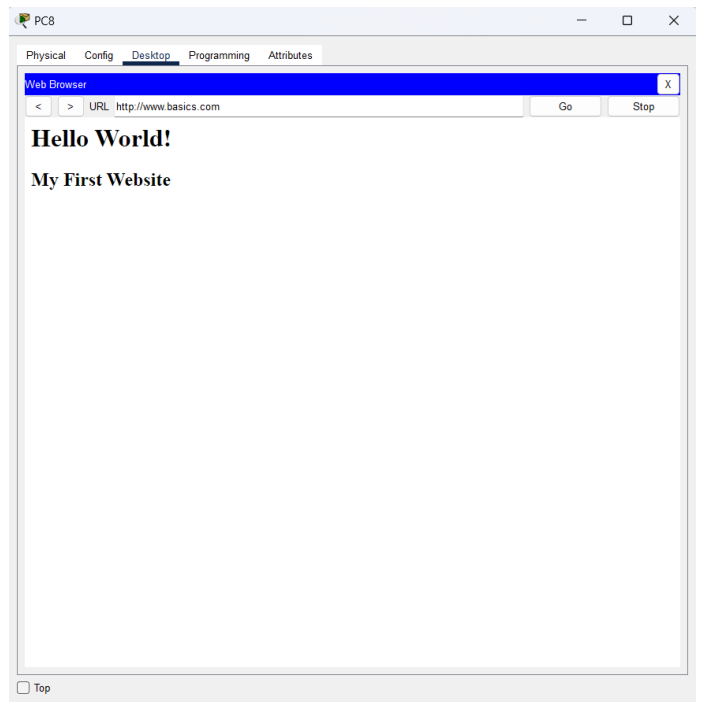 PC8
Physical Config Desktop Programming Attributes
Web Browser X
< > URL http://www.basics.com Go Stop
Hello World!
My First Website
Top